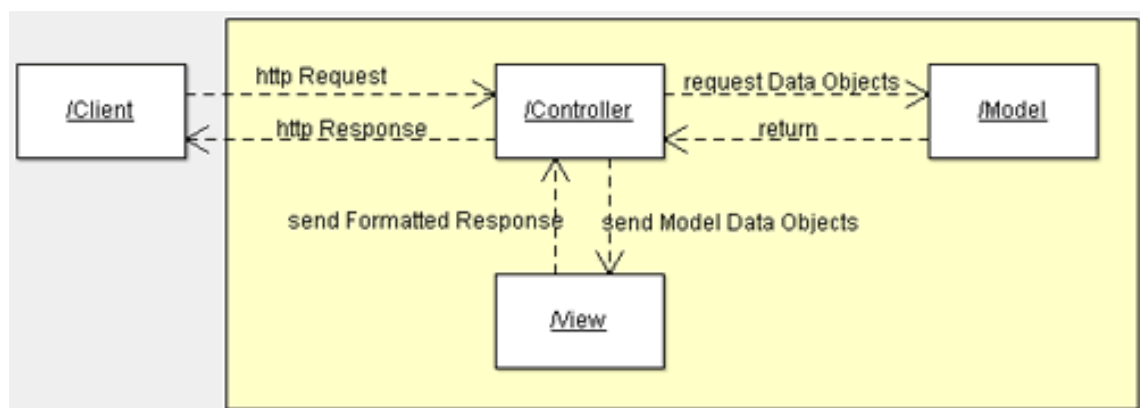 http Request
request Data Objects
/Client
/Controller
/Model
http Response
return
send Formatted Response
send Model Data Objects
/View